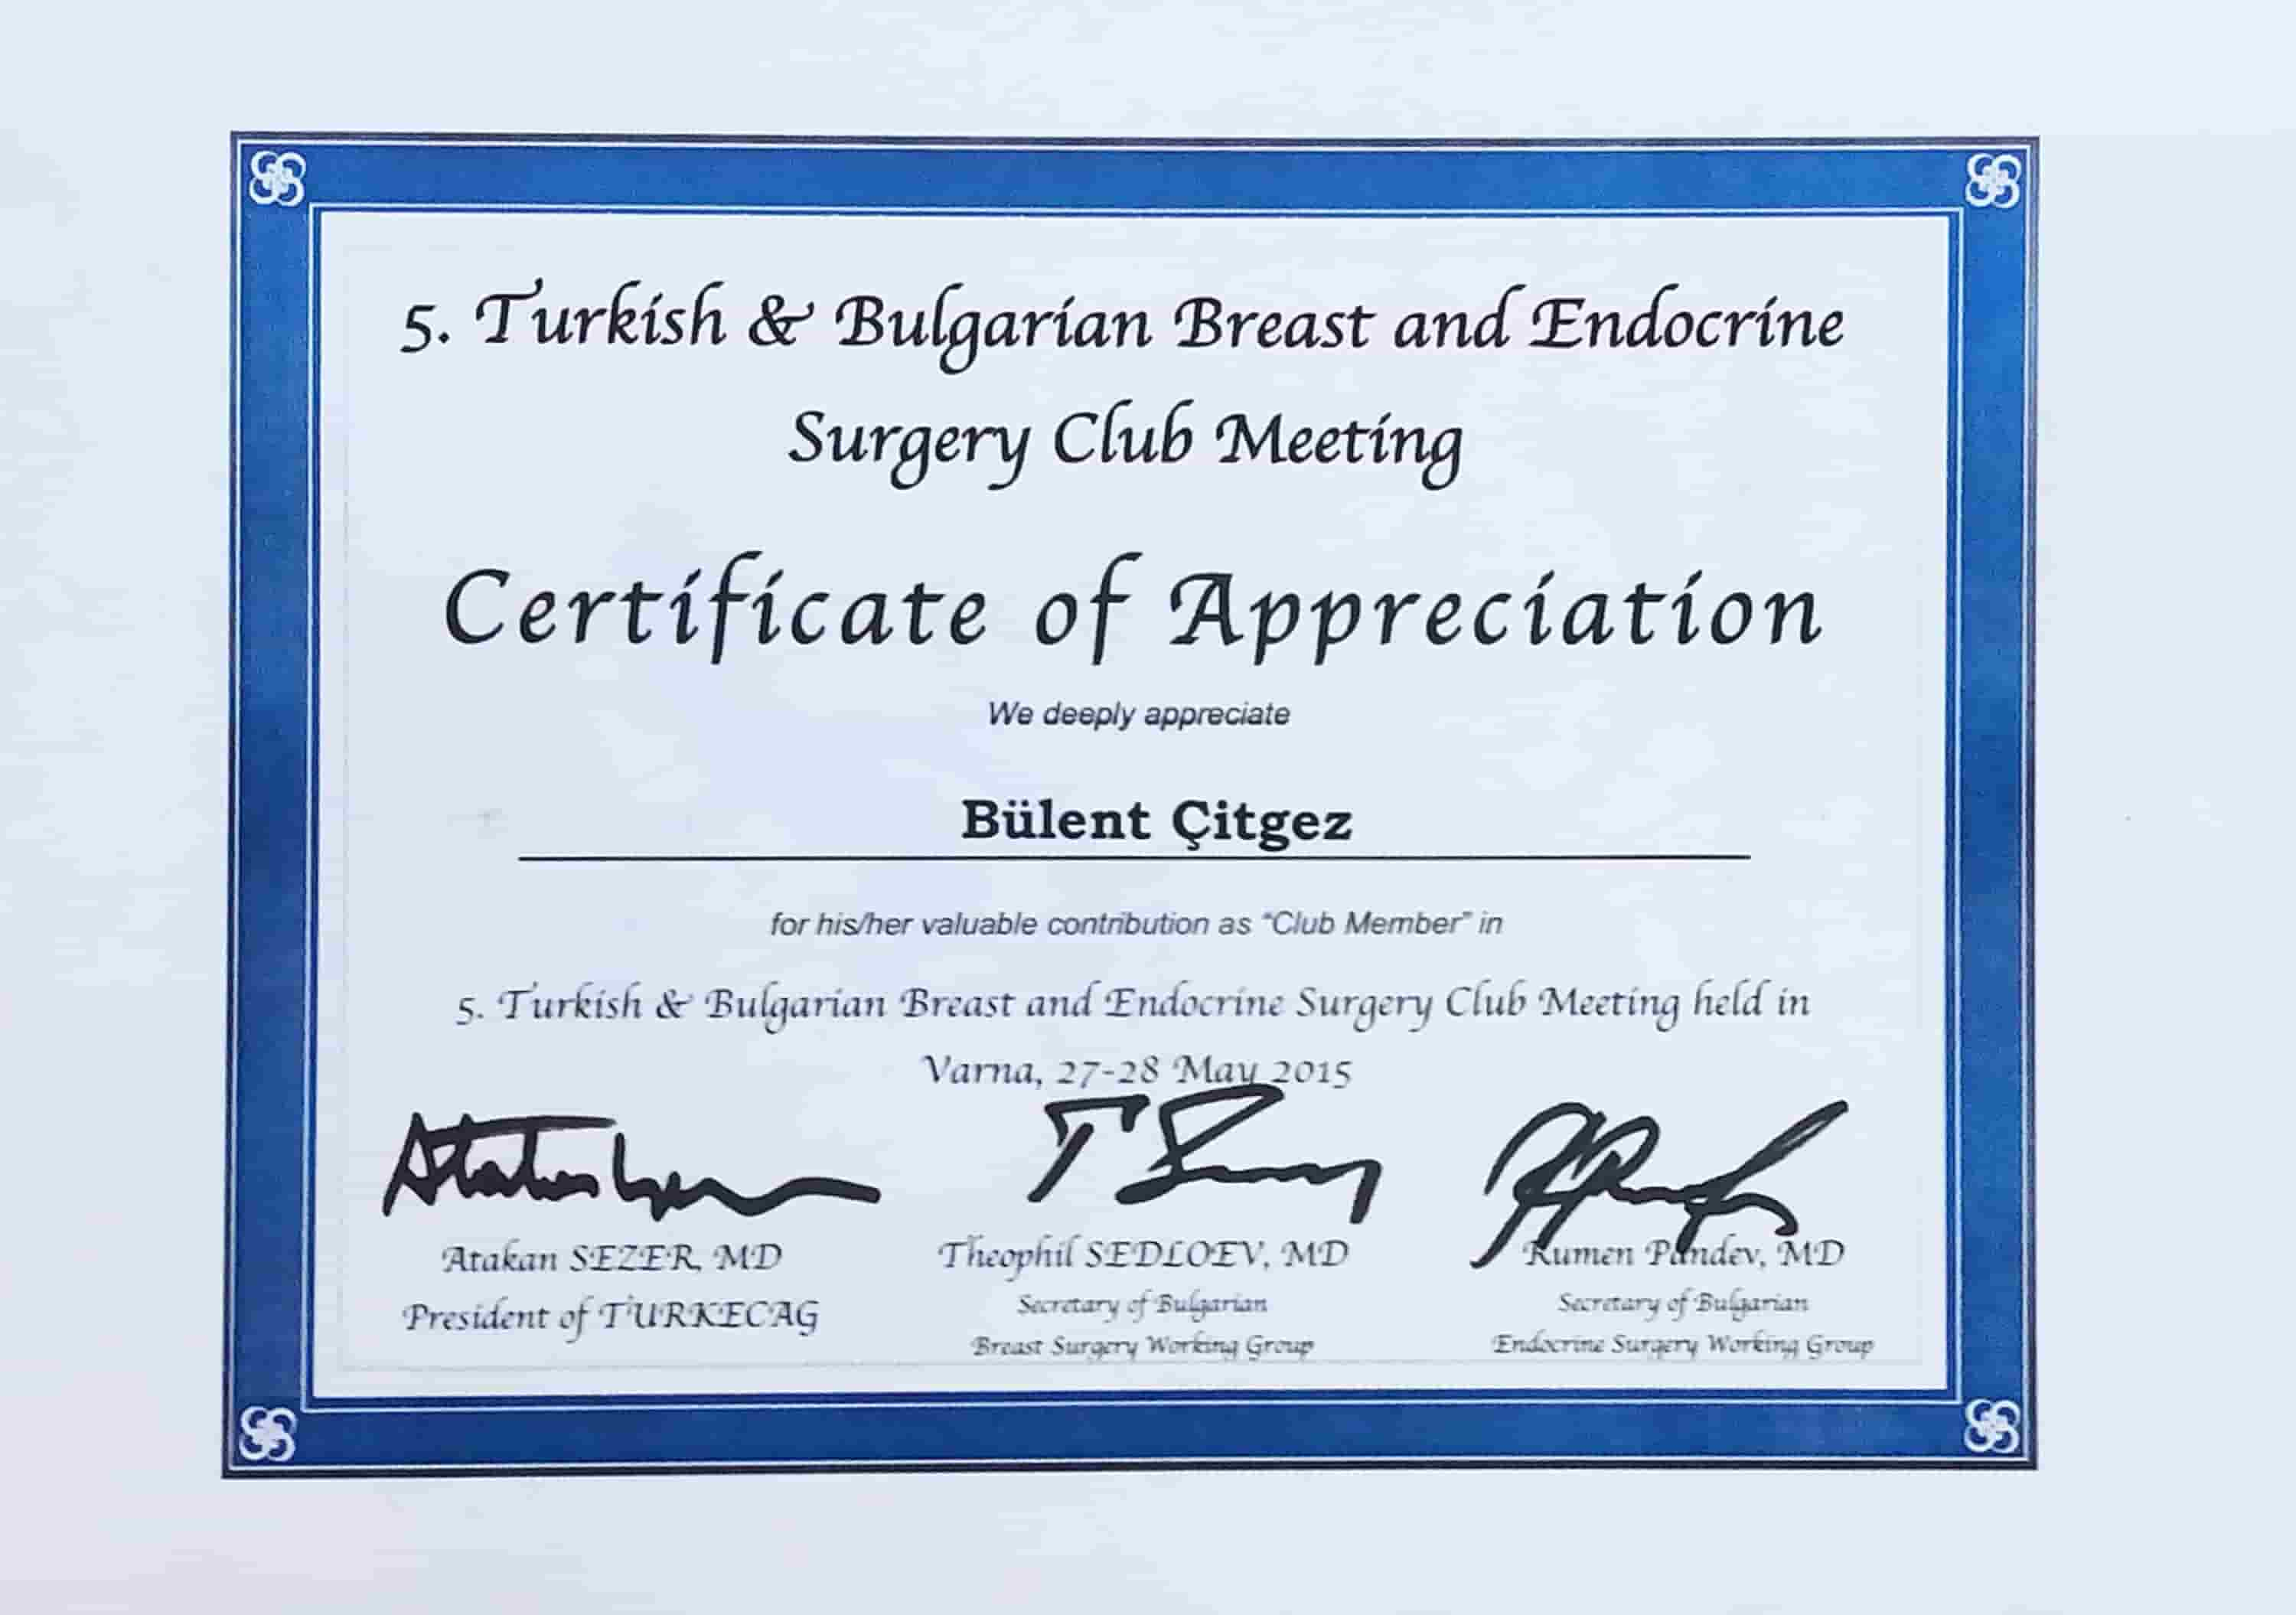 5. Turkish & Bulgarian Breast and Endocrine
Surgery Club Meeting
Certificate of Appreciation
We deeply appreciate
Bülent Çitgez
for his/her valuable contribution as “Club Member” in
5. Turkish & Bulgarian Breast and Endocrine Surgery Club Meeting held in
Varna, 27-28 May 2015
Atakan SEZER, MD
President of TURKECAG
Theophil SEDLOEV, MD
Secretary of Bulgarian
Breast Surgery Working Group
Rumen Pandev, MD
Secretary of Bulgarian
Endocrine Surgery Working Group